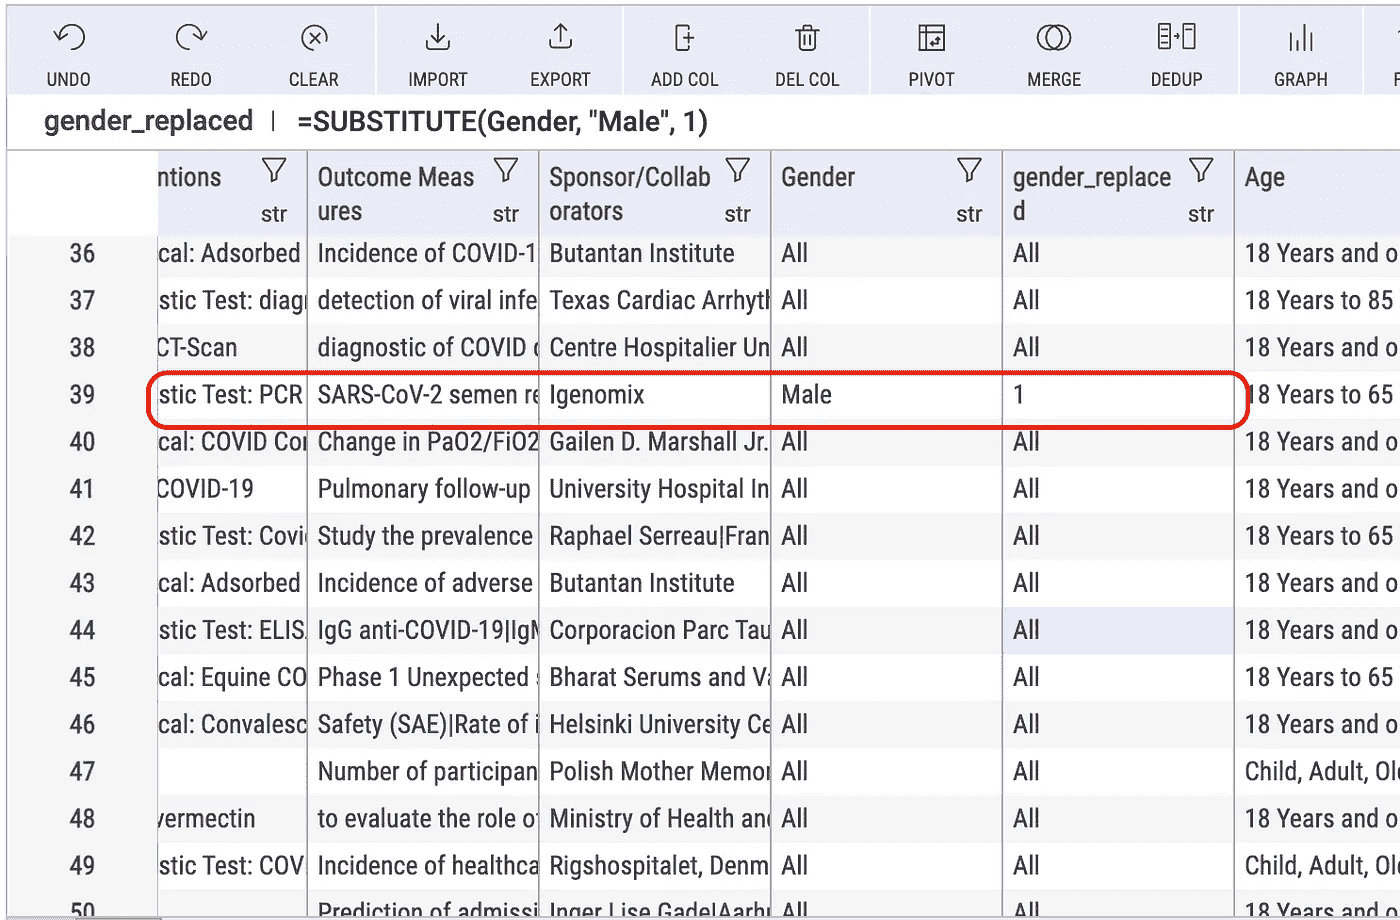 UNDO REDO CLEAR IMPORT EXPORT ADD COL DEL COL PIVOT MERGE DEDUP GRAPH
gender_replaced | =SUBSTITUTE(Gender, "Male", 1)
ntions Outcome Meas Sponsor/Collab Gender gender_replace Age
ures orators d
str str str str str
36 cal: Adsorbed Incidence of COVID-1 Butantan Institute All All 18 Years and o
37 stic Test: diag detection of viral infe Texas Cardiac Arrhyt All All 18 Years to 85
38 CT-Scan diagnostic of COVID Centre Hospitalier Un All All 18 Years and o
39 stic Test: PCR SARS-CoV-2 semen re Igenomix Male 1 18 Years to 65
40 cal: COVID Co Change in PaO2/FiO2 Gailen D. Marshall Jr. All All 18 Years and o
41 COVID-19 Pulmonary follow-up University Hospital In All All 18 Years and o
42 stic Test: Covi Study the prevalence Raphael Serreau|Fran All All 18 Years to 65
43 cal: Adsorbed Incidence of adverse Butantan Institute All All 18 Years and o
44 stic Test: ELIS IgG anti-COVID-19|Ig Corporacion Parc Tau All All 18 Years and o
45 cal: Equine CO Phase 1 Unexpected Bharat Serums and Va All All 18 Years to 65
46 cal: Convalesc Safety (SAE)|Rate of i Helsinki University Ce All All 18 Years and o
47 Number of participan Polish Mother Memo All All Child, Adult, Ol
48 vermectin to evaluate the role o Ministry of Health an All All 18 Years and o
49 stic Test: COV Incidence of healthca Rigshospitalet, Denm All All Child, Adult, Ol
50 Prediction of admissi Inger Lise Gade|Aarh All All 18 Years and o